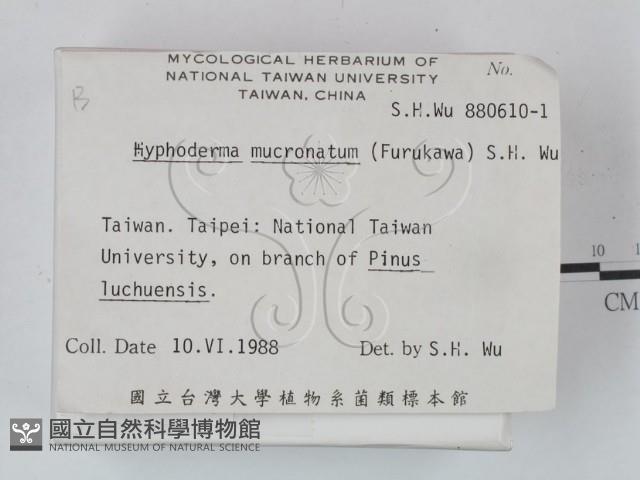 MYCOLOGICAL HERBARIUM OF
NATIONAL TAIWAN UNIVERSITY
TAIWAN, CHINA
No.
B
S.H.Wu 880610-1
Hyphoderma mucronatum (Furukawa) S.H. Wu
Taiwan. Taipei: National Taiwan
University, on branch of Pinus
luchuensis.
Coll. Date 10.VI.1988 Det. by S.H. Wu
國立台灣大學植物系菌類標本館
10
CM
國立自然科學博物館
NATIONAL MUSEUM OF NATURAL SCIENCE